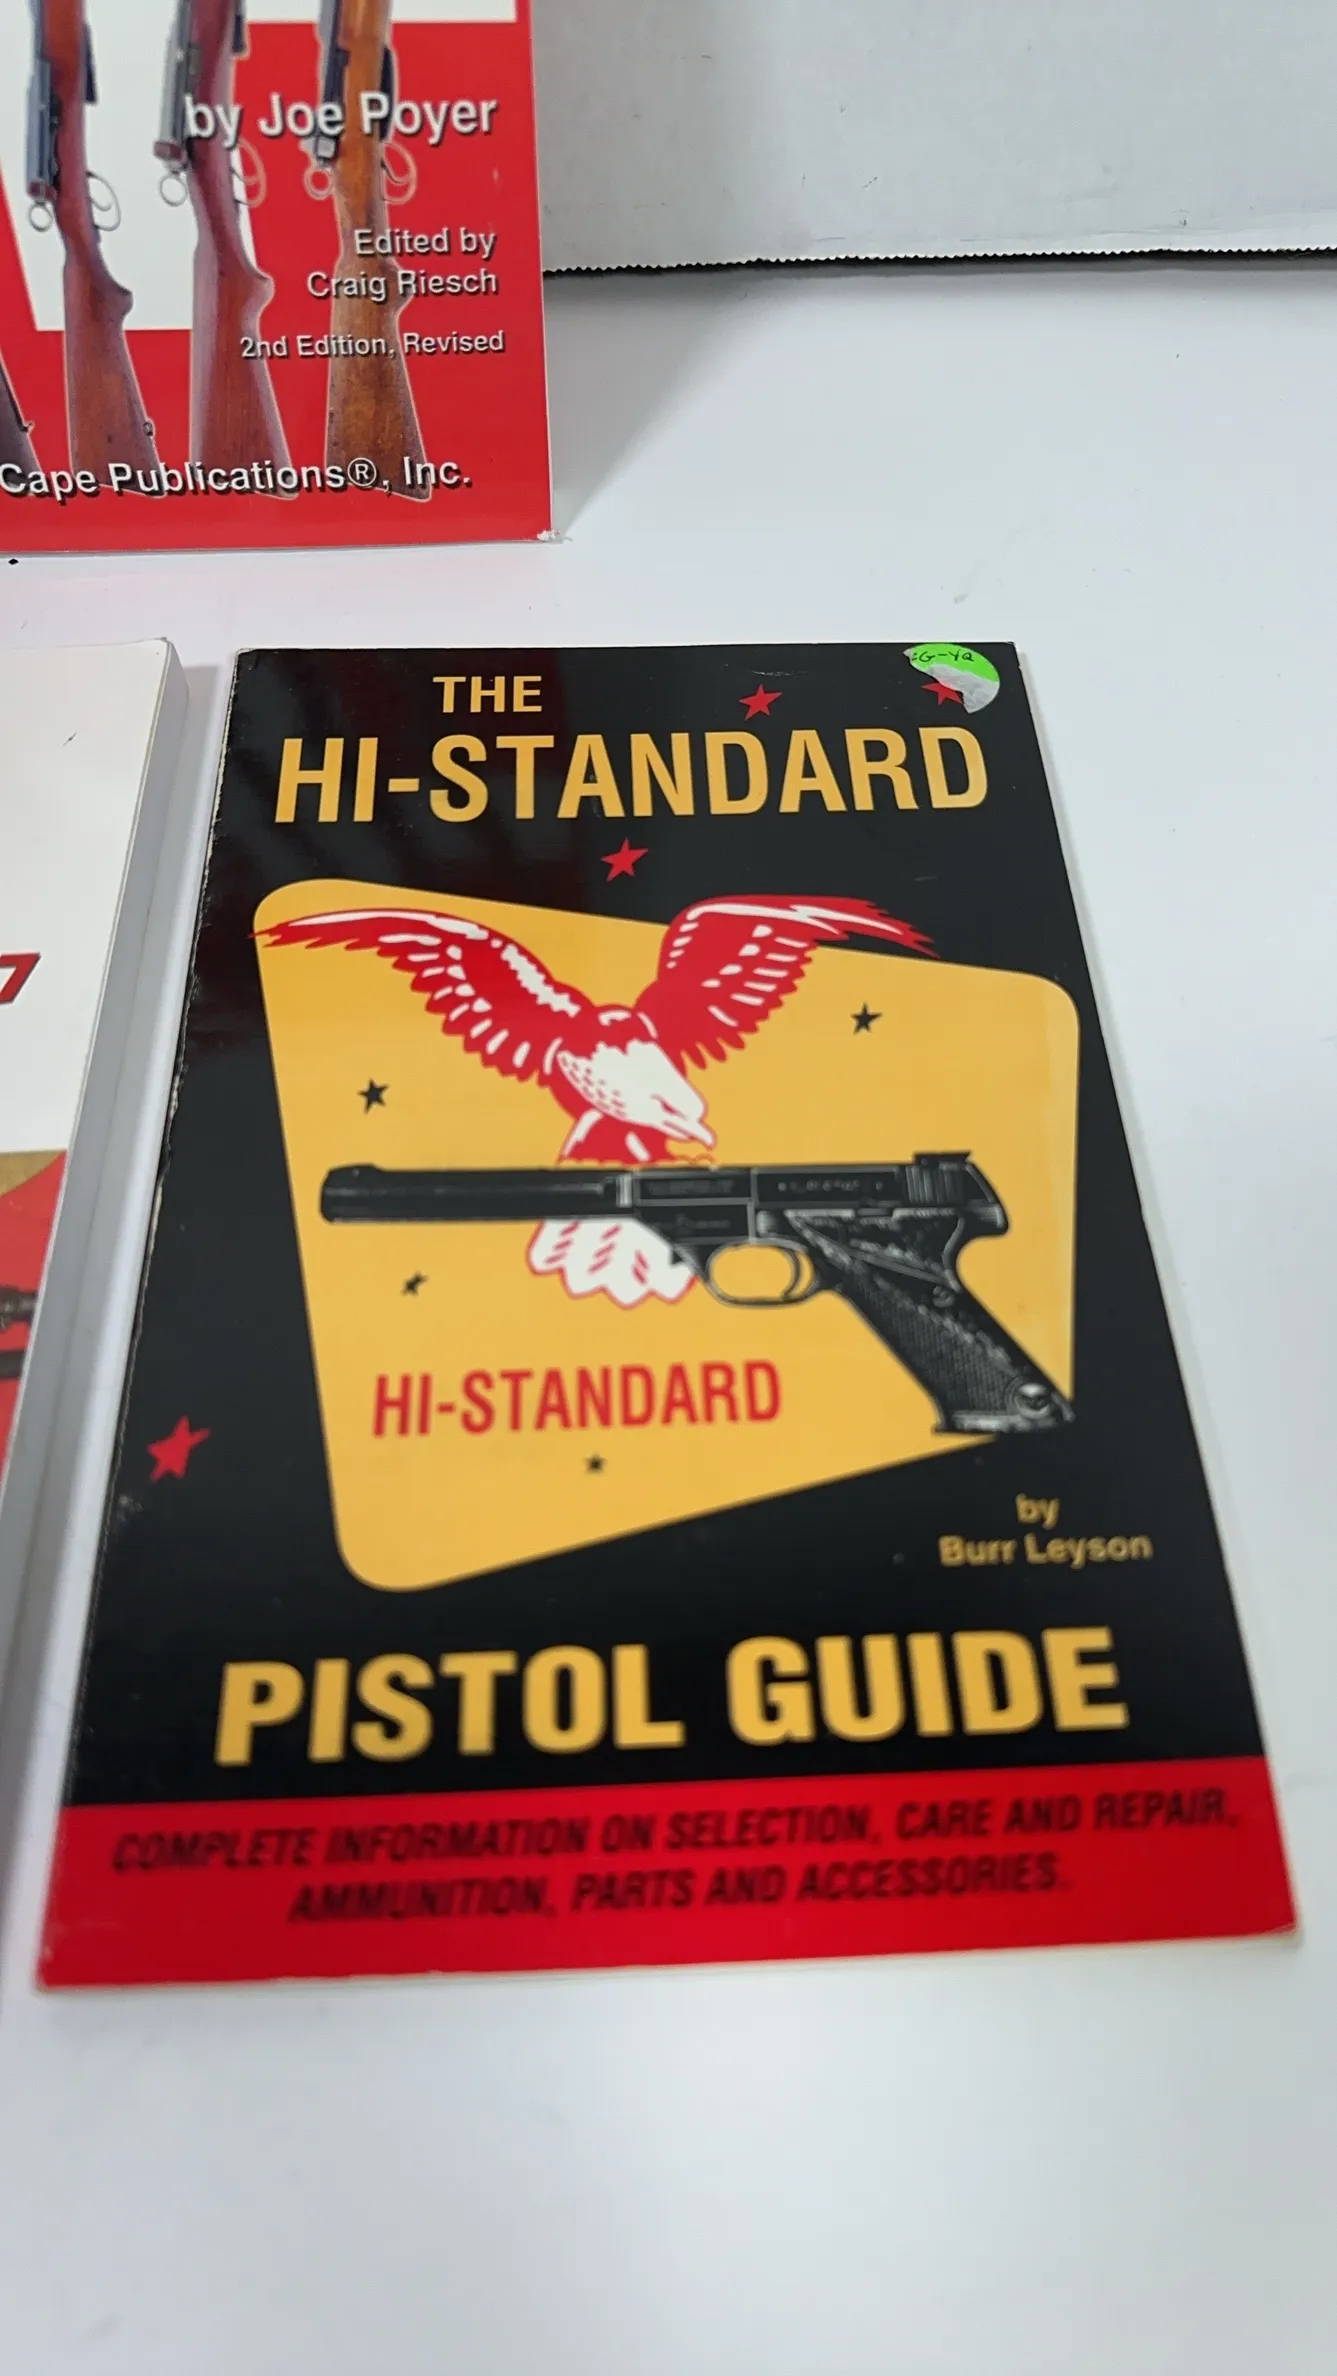 by Joe Poyer
Edited by
Craig Riesch
2nd Edition, Revised
Cape Publications®, Inc.
7
THE
HI-STANDARD
HI-STANDARD
by
Burr Leyson
PISTOL GUIDE
COMPLETE INFORMATION ON SELECTION, CARE AND REPAIR,
AMMUNITION, PARTS AND ACCESSORIES.